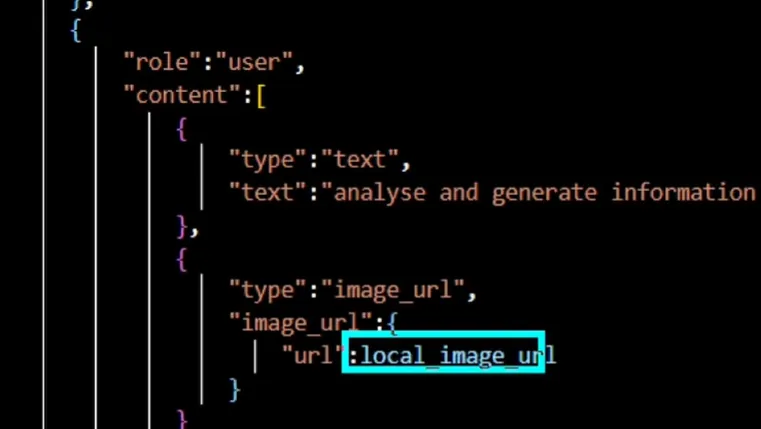 },
{
"role":"user",
"content":[
{
"type":"text",
"text":"analyse and generate information
},
{
"type":"image_url",
"image_url":{
"url":local_image_url
}
}